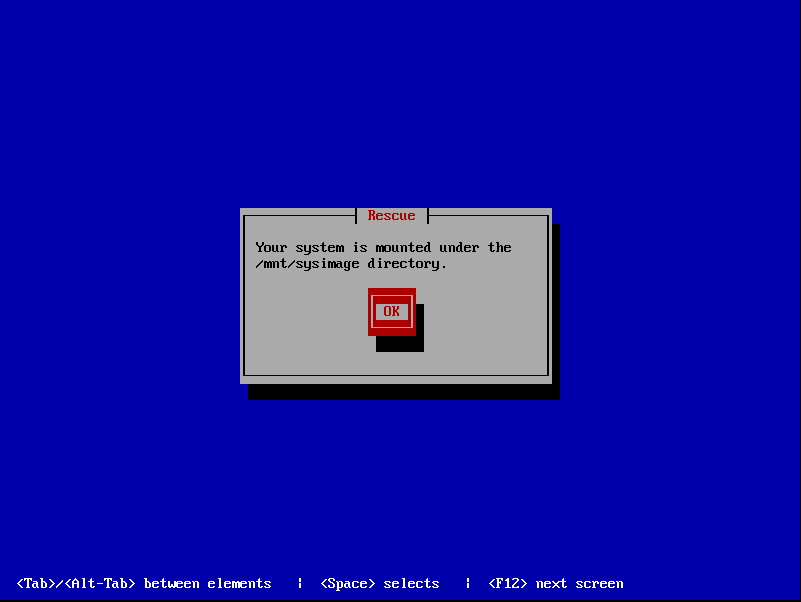 Rescue
Your system is mounted under the
/mnt/sysimage directory.
OK
<Tab>/<Alt-Tab> between elements | <Space> selects | <F12> next screen